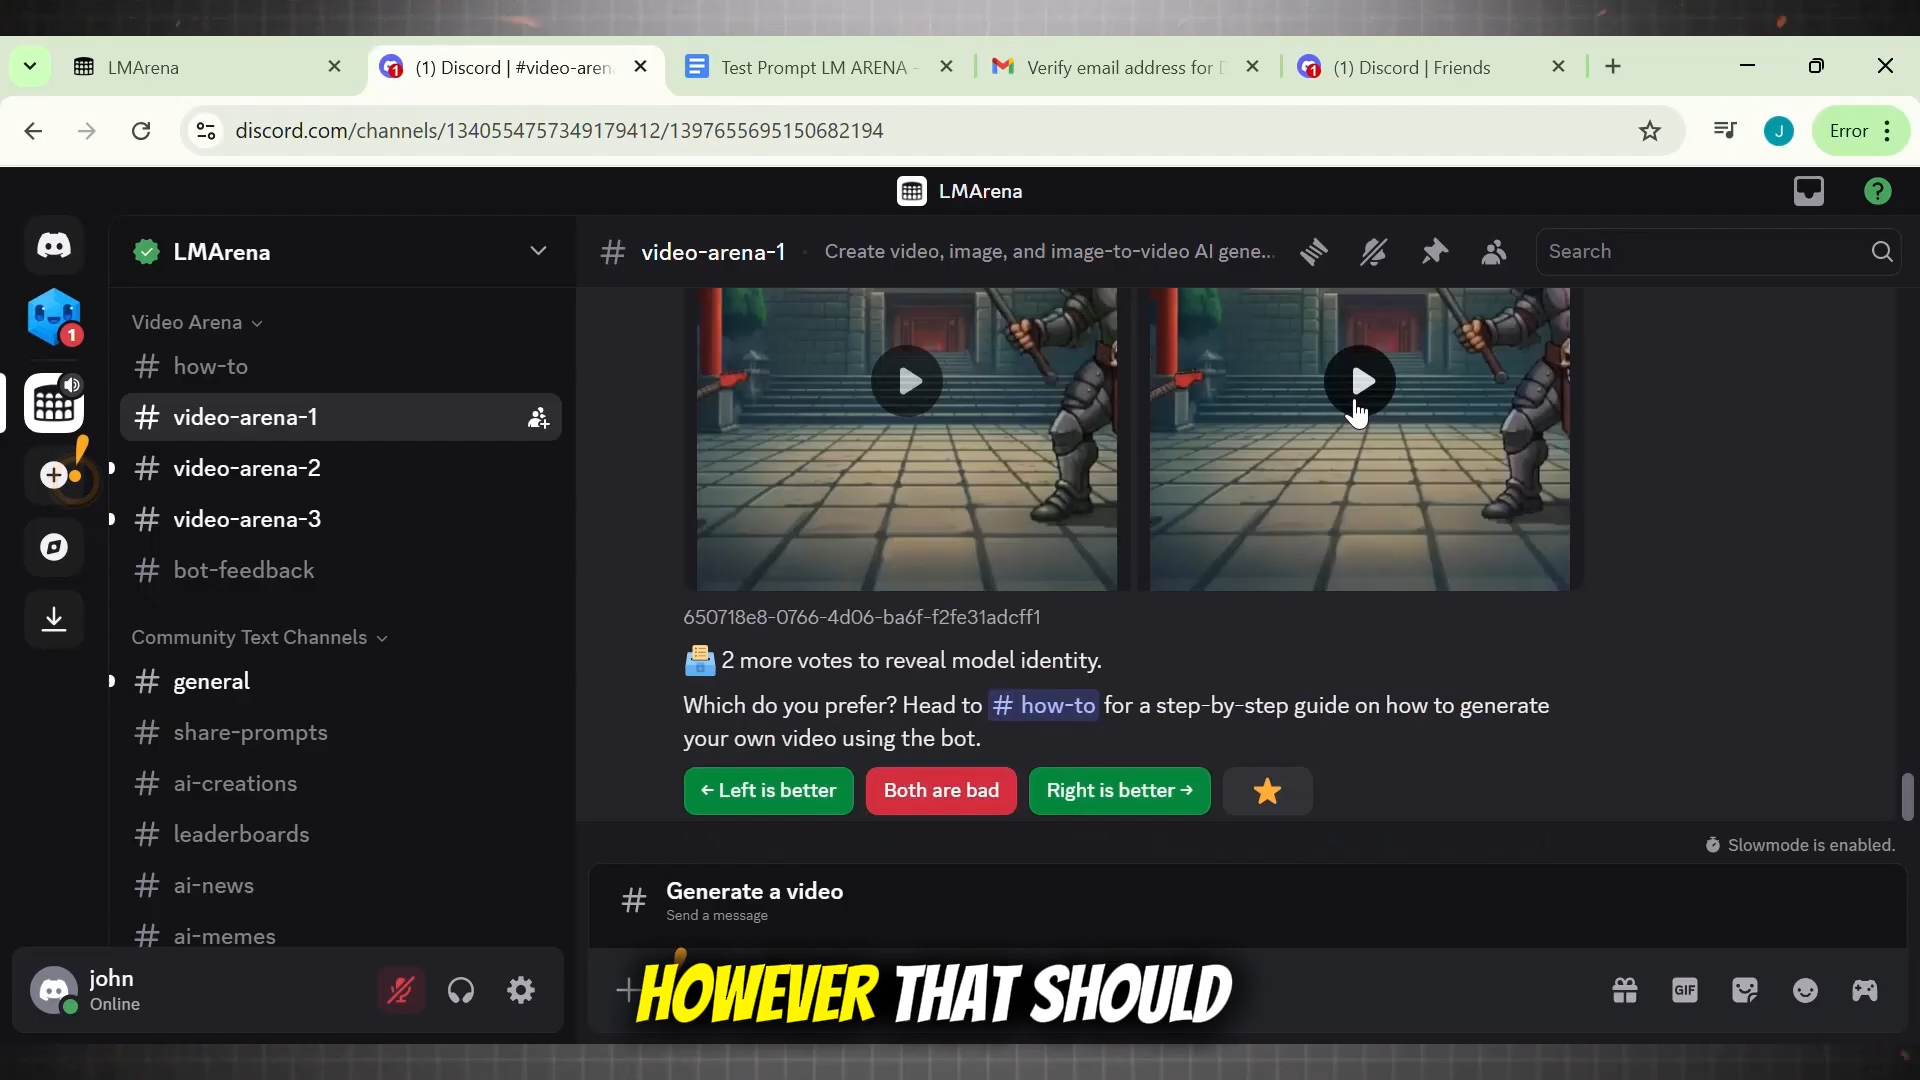 LMArena
(1) Discord | #video-aren
Test Prompt LM ARENA -
Verify email address for D
(1) Discord | Friends
discord.com/channels/1340554757349179412/1397655695150682194
J
Error
LMArena
?
LMArena
video-arena-1
Create video, image, and image-to-video AI gene...
Search
Video Arena
how-to
1
video-arena-1
video-arena-2
video-arena-3
bot-feedback
Community Text Channels
general
share-prompts
ai-creations
leaderboards
ai-news
ai-memes
650718e8-0766-4d06-ba6f-f2fe31adcff1
2 more votes to reveal model identity.
Which do you prefer? Head to # how-to for a step-by-step guide on how to generate
your own video using the bot.
← Left is better
Both are bad
Right is better →
Slowmode is enabled.
Generate a video
Send a message
john
Online
GIF
HOWEVER THAT SHOULD